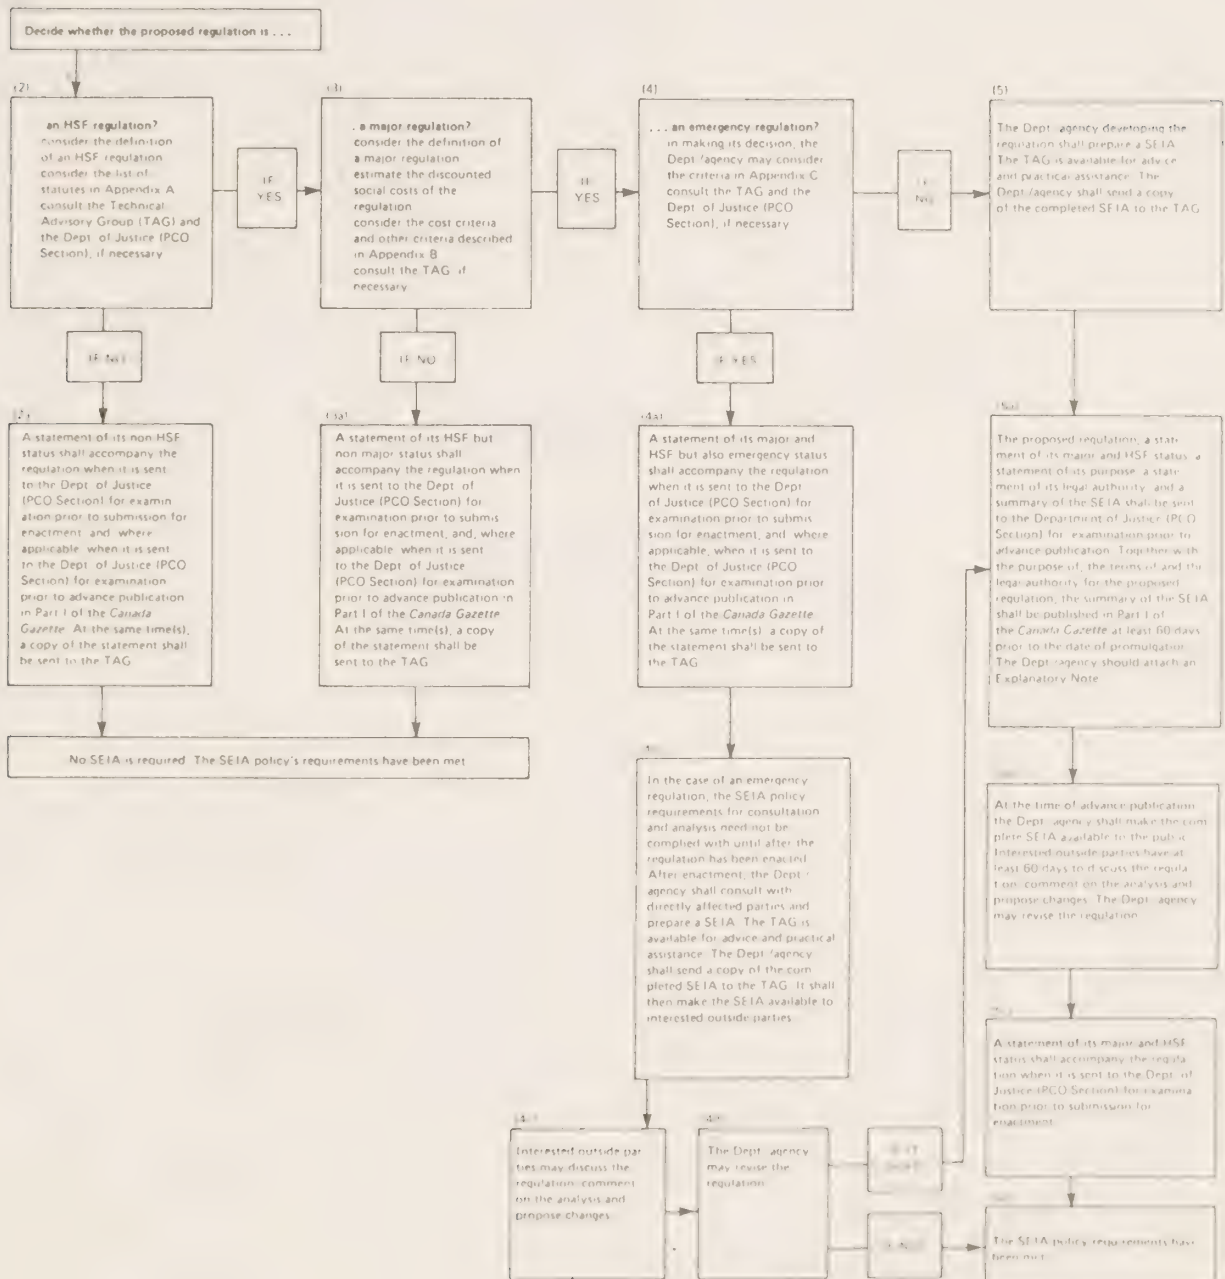 Decide whether the proposed regulation is . . .
(2)
an HSF regulation?
consider the definition
of an HSF regulation
consider the list of
statutes in Appendix A
consult the Technical
Advisory Group (TAG) and
the Dept. of Justice (PCO
Section), if necessary
IF
YES
(3)
. a major regulation?
consider the definition of
a major regulation
estimate the discounted
social costs of the
regulation
consider the cost criteria
and other criteria described
in Appendix B
consult the TAG if
necessary
IF
YES
(4)
. . . an emergency regulation?
in making its decision, the
Dept /agency may consider
the criteria in Appendix C
consult the TAG and the
Dept. of Justice (PCO
Section), if necessary
IF
NO
(5)
The Dept /agency developing the
regulation shall prepare a SEIA
The TAG is available for advice
and practical assistance. The
Dept /agency shall send a copy
of the completed SEIA to the TAG
IF NO
IF NO
IF YES
A statement of its non HSF
status shall accompany the
regulation when it is sent
to the Dept. of Justice
(PCO Section) for examin
ation prior to submission for
enactment and where
applicable when it is sent
to the Dept. of Justice (PCO
Section) for examination
prior to advance publication
in Part I of the Canada
Gazette At the same time(s),
a copy of the statement shall
be sent to the TAG
(3a)
A statement of its HSF but
non major status shall
accompany the regulation when
it is sent to the Dept. of
Justice (PCO Section) for
examination prior to submis
sion for enactment, and, where
applicable when it is sent
to the Dept. of Justice
(PCO Section) for examination
prior to advance publication in
Part I of the Canada Gazette
At the same time(s), a copy
of the statement shall be
sent to the TAG
(4a)
A statement of its major and
HSF but also emergency status
shall accompany the regulation
when it is sent to the Dept
of Justice (PCO Section) for
examination prior to submis
sion for enactment, and where
applicable, when it is sent to
the Dept. of Justice (PCO
Section) for examination prior
to advance publication in
Part I of the Canada Gazette
At the same time(s) a copy of
the statement shall be sent to
the TAG
(5a)
The proposed regulation, a state
ment of its major and HSF status a
statement of its purpose a state
ment of its legal authority and a
summary of the SEIA shall be sent
to the Department of Justice (PCO
Section) for examination prior to
advance publication. Together with
the purpose of, the terms of and the
legal authority for the proposed
regulation, the summary of the SEIA
shall be published in Part I of
the Canada Gazette at least 60 days
prior to the date of promulgation
The Dept /agency should attach an
Explanatory Note
No SEIA is required The SEIA policy's requirements have been met
In the case of an emergency
regulation, the SEIA policy
requirements for consultation
and analysis need not be
complied with until after the
regulation has been enacted
After enactment, the Dept /
agency shall consult with
directly affected parties and
prepare a SEIA. The TAG is
available for advice and practical
assistance. The Dept /agency
shall send a copy of the com
pleted SEIA to the TAG. It shall
then make the SEIA available to
interested outside parties
At the time of advance publication
the Dept /agency shall make the com
plete SEIA available to the public
Interested outside parties have at
least 60 days to discuss the regula
tion comment on the analysis and
propose changes. The Dept /agency
may revise the regulation
A statement of its major and HSF
status shall accompany the regula
tion when it is sent to the Dept. of
Justice (PCO Section) for examina
tion prior to submission for
enactment
Interested outside par
ties may discuss the
regulation comment
on the analysis and
propose changes
The Dept /agency
may revise the
regulation
The SEIA policy requirements have
been met